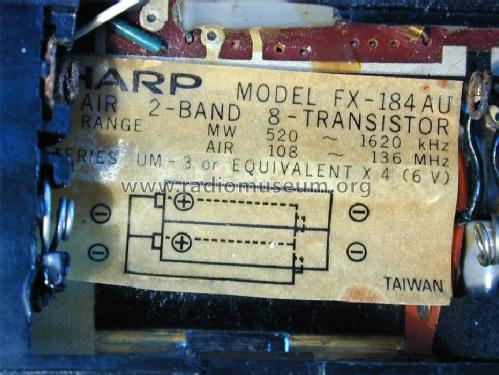 HARP MODEL FX-184AU
AIR 2-BAND 8-TRANSISTOR
RANGE MW 520 ~ 1620 kHz
AIR 108 ~ 136 MHz
SERIES UM-3 or EQUIVALENT X 4 (6 V)
www.radiomuseum.org
TAIWAN